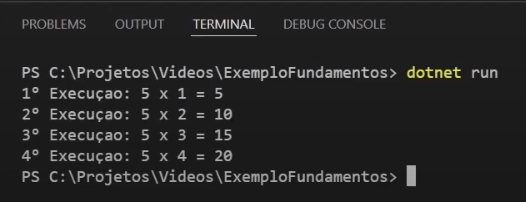 PROBLEMS OUTPUT TERMINAL DEBUG CONSOLE
PS C:\Projetos\Videos\ExemploFundamentos> dotnet run
1º Execuçao: 5 x 1 = 5
2º Execuçao: 5 x 2 = 10
3º Execuçao: 5 x 3 = 15
4º Execuçao: 5 x 4 = 20
PS C:\Projetos\Videos\ExemploFundamentos>